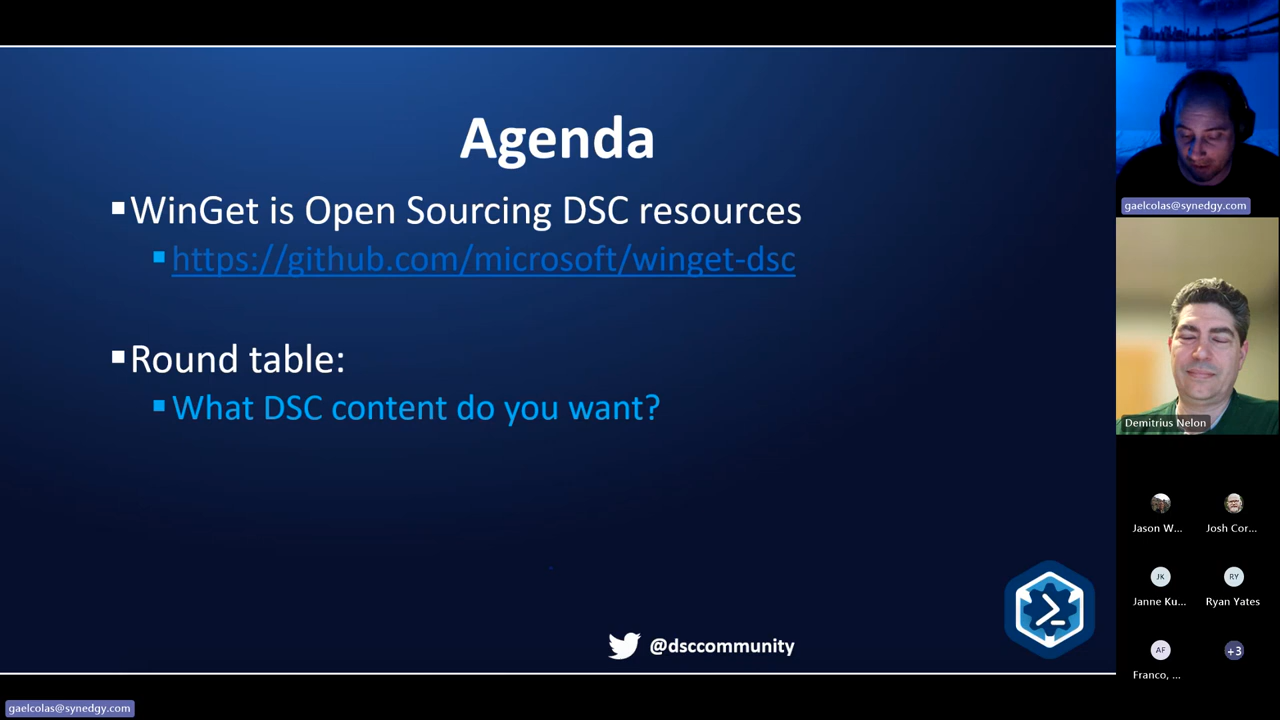 Agenda
WinGet is Open Sourcing DSC resources
https://github.com/microsoft/winget-dsc
Round table:
What DSC content do you want?
@dsccommunity
gaelcolas@synedgy.com
gaelcolas@synedgy.com
Demitrius Nelon
Jason W...
Josh Cor...
JK
RY
Janne Ku...
Ryan Yates
AF
+3
Franco, ...